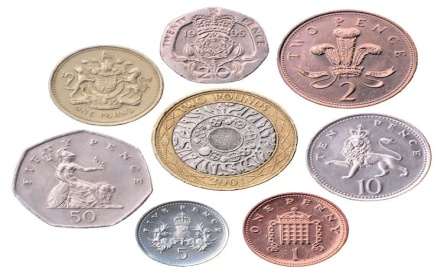 TWENTY PENCE
1995
20
TWO PENCE
2
ONE POUND
TWO POUNDS
2001
TEN PENCE
10
FIFTY PENCE
50
FIVE PENCE
5
ONE PENNY
1